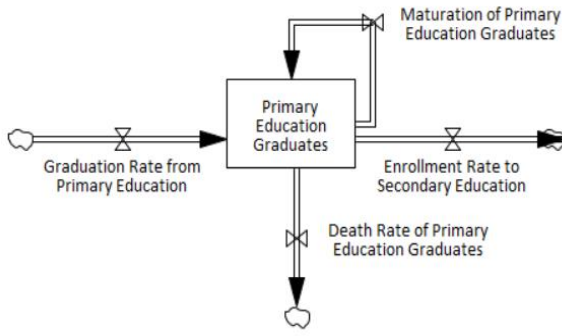 Maturation of Primary
Education Graduates
Primary
Education
Graduates
Graduation Rate from
Primary Education
Enrollment Rate to
Secondary Education
Death Rate of Primary
Education Graduates